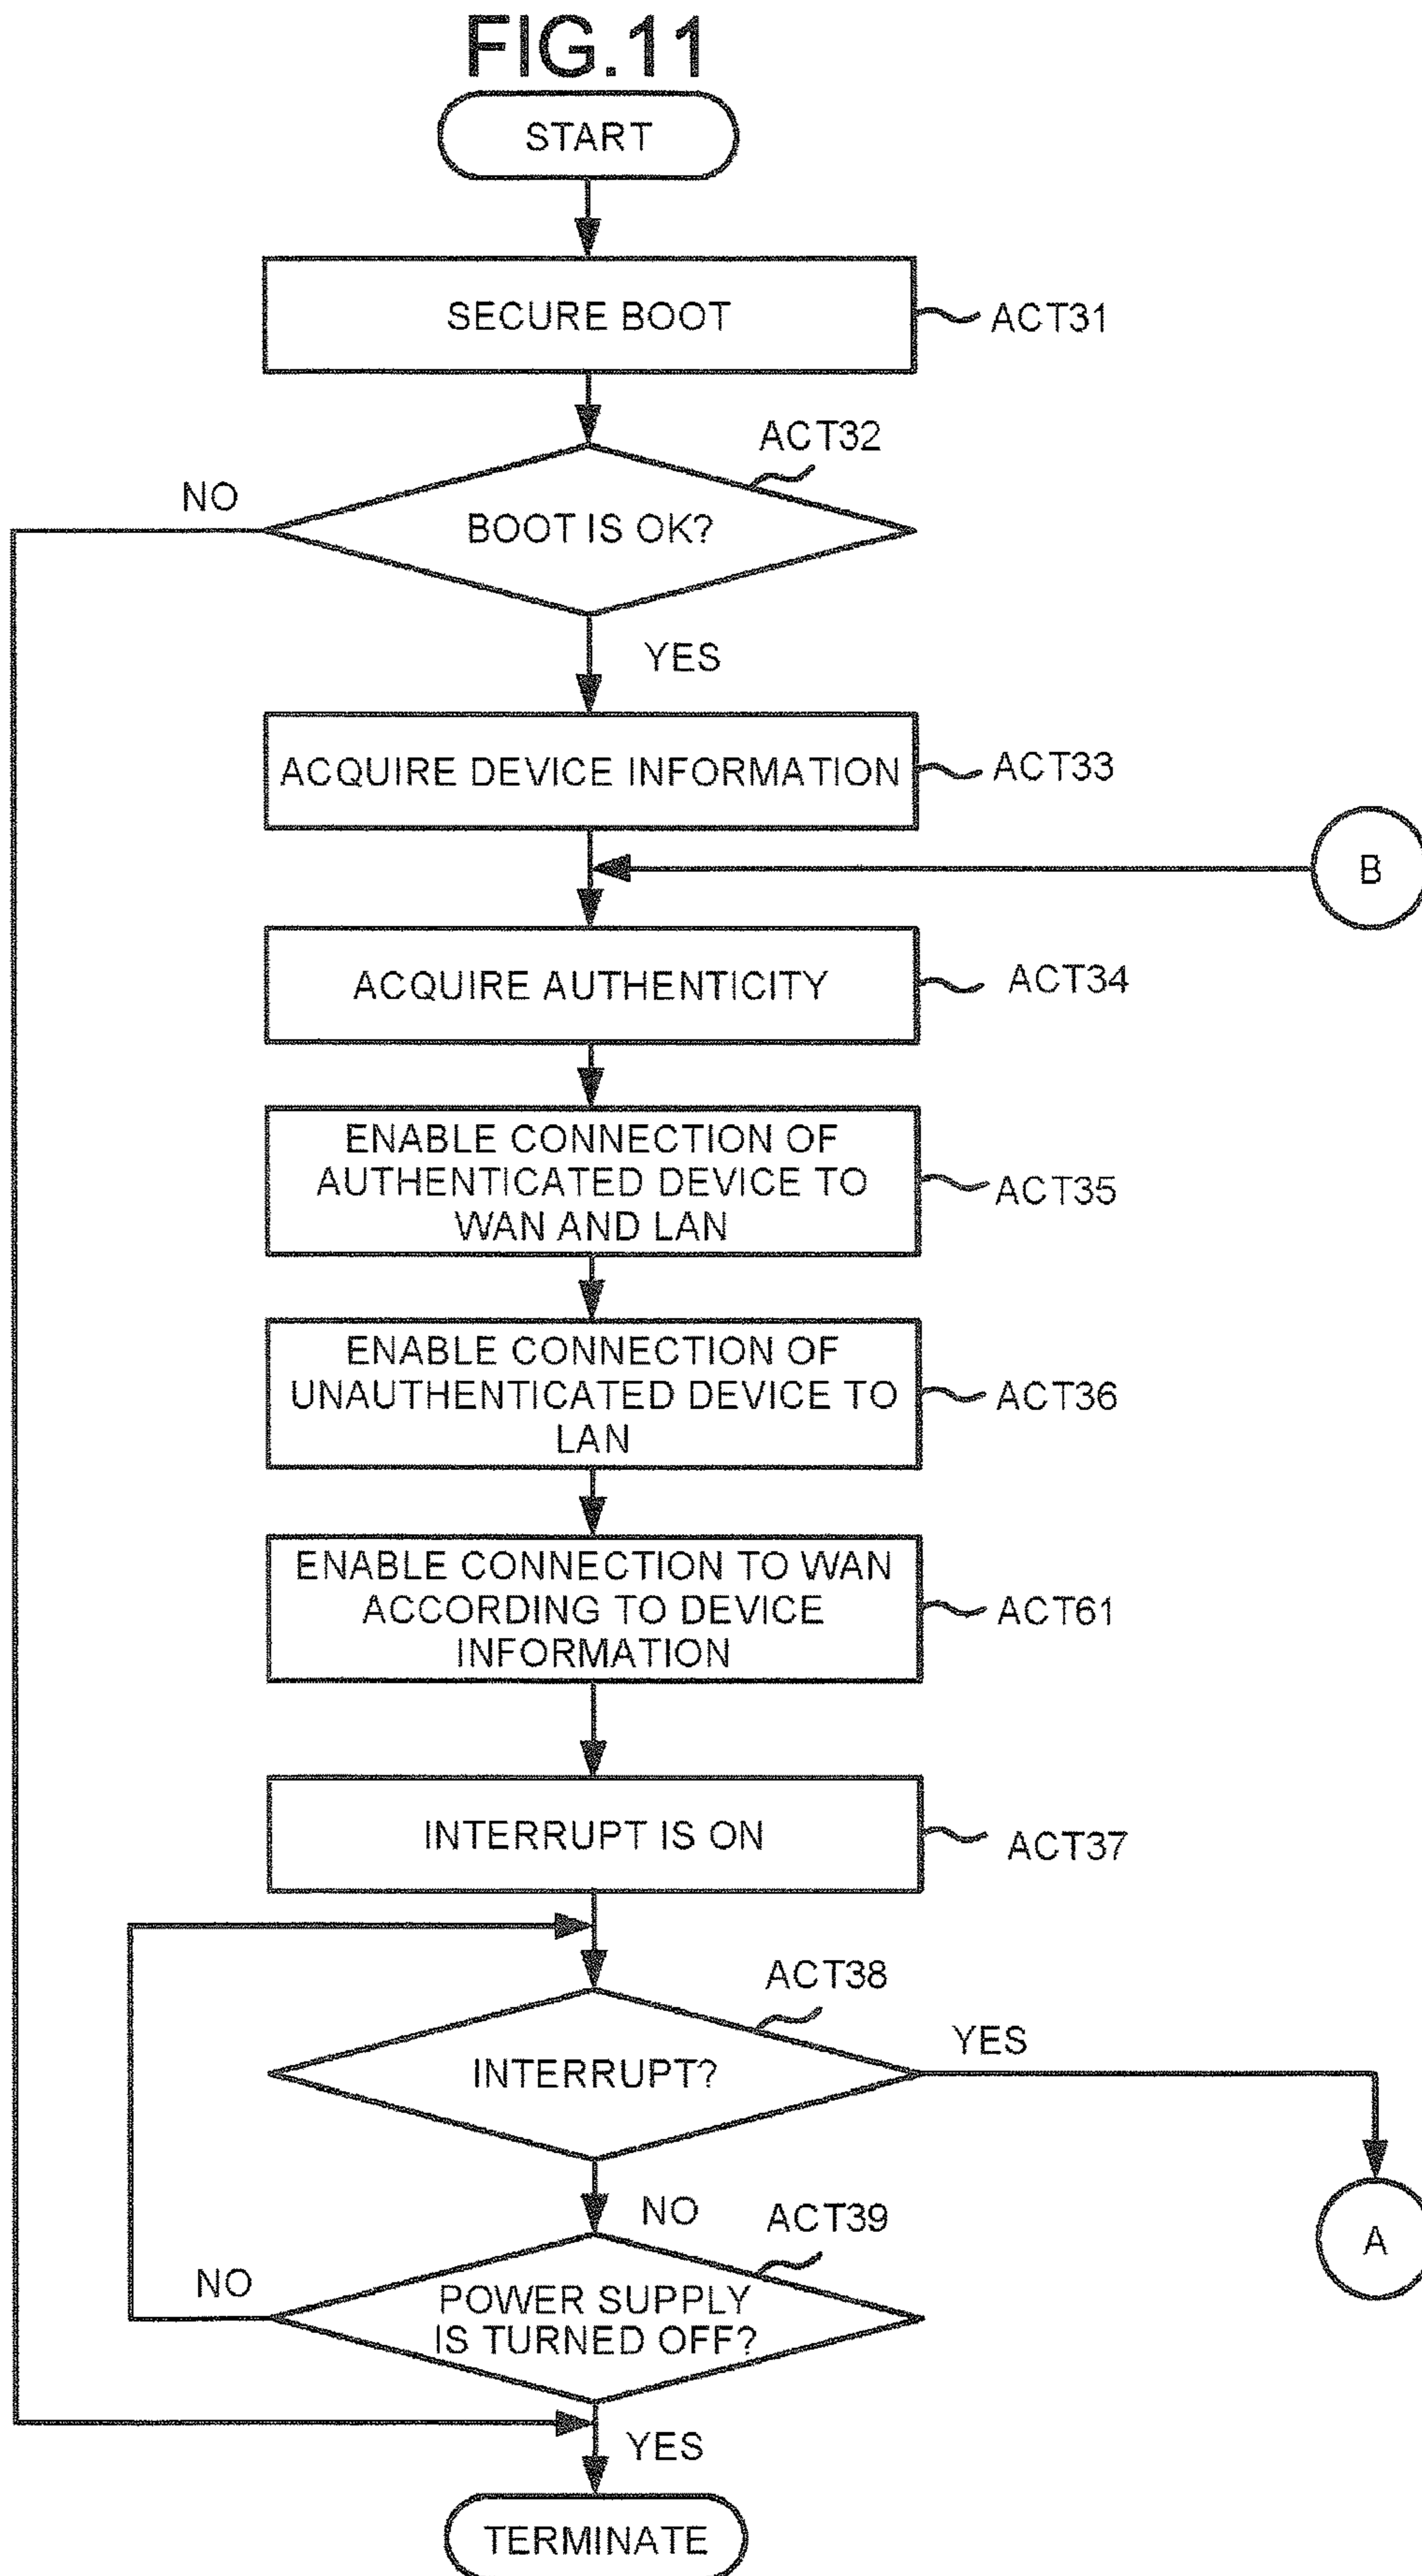 FIG.11
START
SECURE BOOT
ACT31
ACT32
NO
BOOT IS OK?
YES
ACQUIRE DEVICE INFORMATION
ACT33
B
ACQUIRE AUTHENTICITY
ACT34
ENABLE CONNECTION OF
AUTHENTICATED DEVICE TO
WAN AND LAN
ACT35
ENABLE CONNECTION OF
UNAUTHENTICATED DEVICE TO
LAN
ACT36
ENABLE CONNECTION TO WAN
ACCORDING TO DEVICE
INFORMATION
ACT61
INTERRUPT IS ON
ACT37
ACT38
YES
INTERRUPT?
NO
ACT39
A
NO
POWER SUPPLY
IS TURNED OFF?
YES
TERMINATE